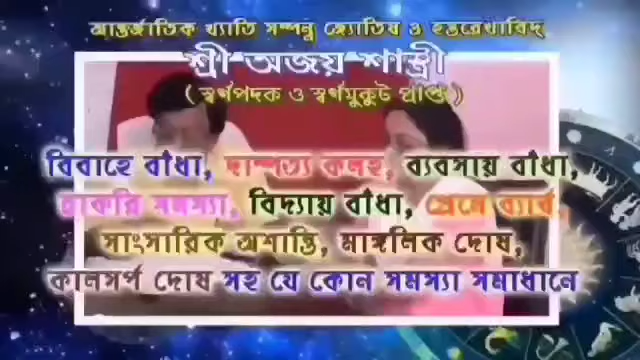 আন্তর্জাতিক খ্যাতি সম্পন্ন জ্যোতিষ ও হস্তরেখাবিদ্
শ্রী অজয় শাস্ত্রী
( স্বর্ণপদক ও স্বর্ণমুকুট প্রাপ্ত )
বিবাহে বাঁধা, দাম্পত্য কলহ, ব্যবসায় বাঁধা,
চাকরি সমস্যা, বিদ্যায় বাঁধা, প্রেমে ব্যার্থ,
সাংসারিক অশান্তি, মাঙ্গলিক দোষ,
কালসর্প দোষ সহ যে কোন সমস্যা সমাধানে